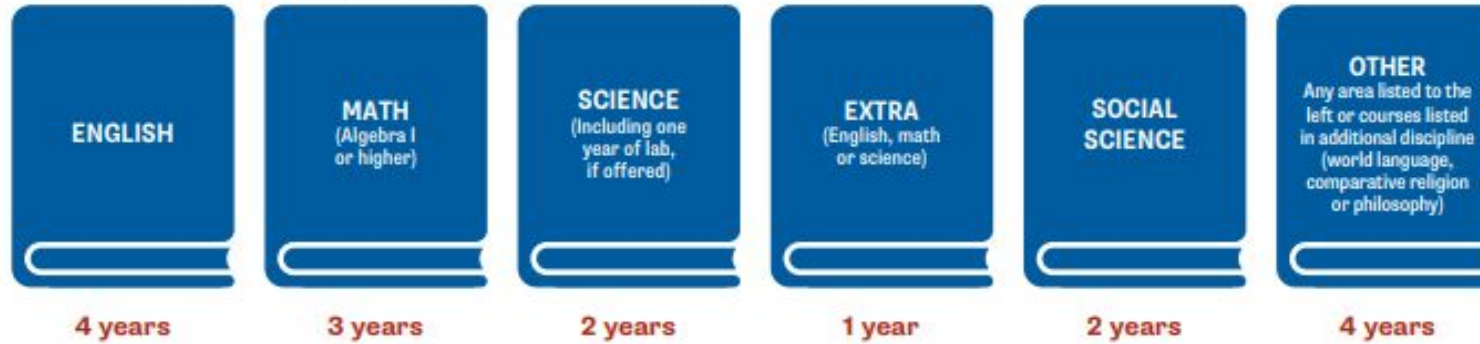 ENGLISH
4 years
MATH
(Algebra I
or higher)
3 years
SCIENCE
(Including one
year of lab,
if offered)
2 years
EXTRA
(English, math
or science)
1 year
SOCIAL
SCIENCE
2 years
OTHER
Any area listed to the
left or courses listed
in additional discipline
(world language,
comparative religion
or philosophy)
4 years